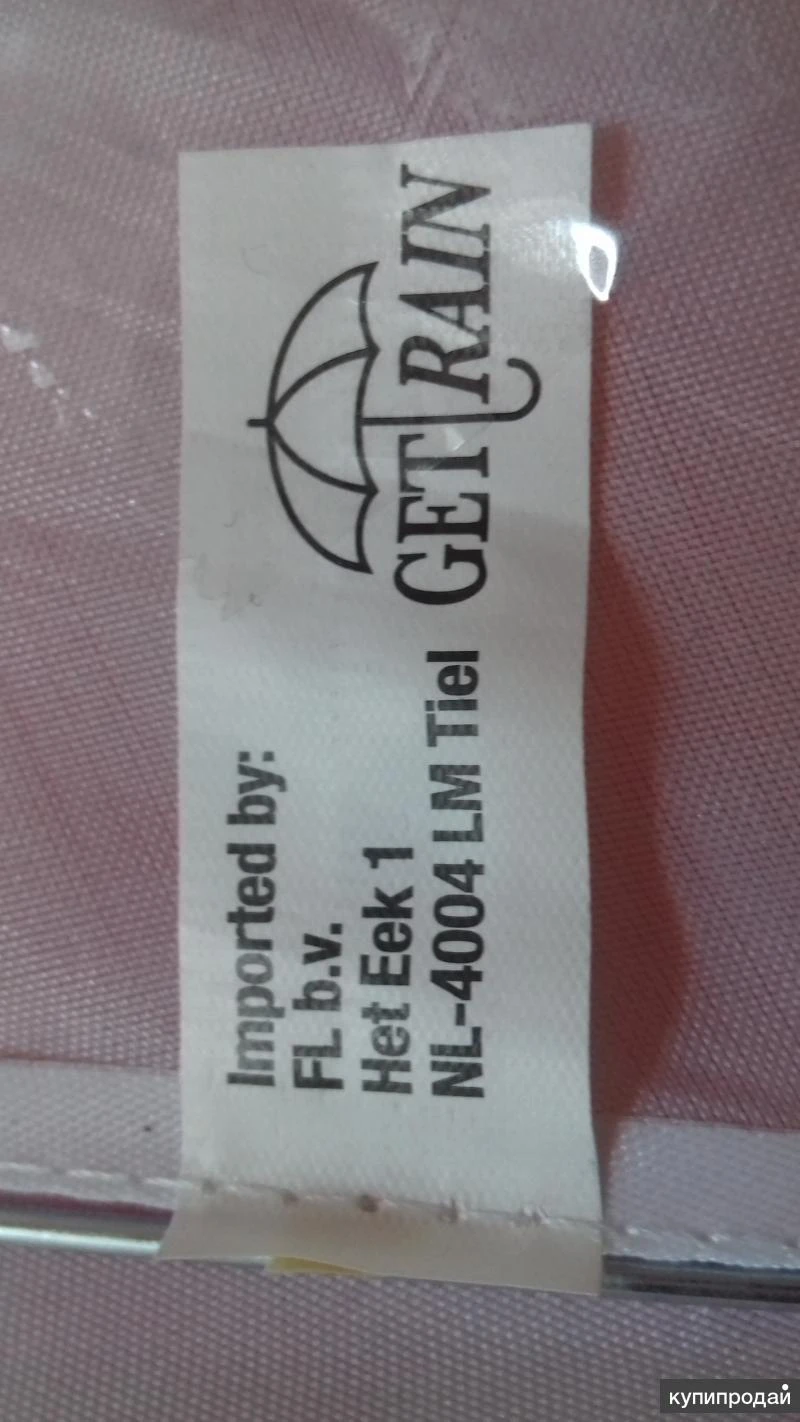 Imported by:
FL b.v.
Het Eek 1
NL-4004 LM Tiel
GET RAIN
купипродай